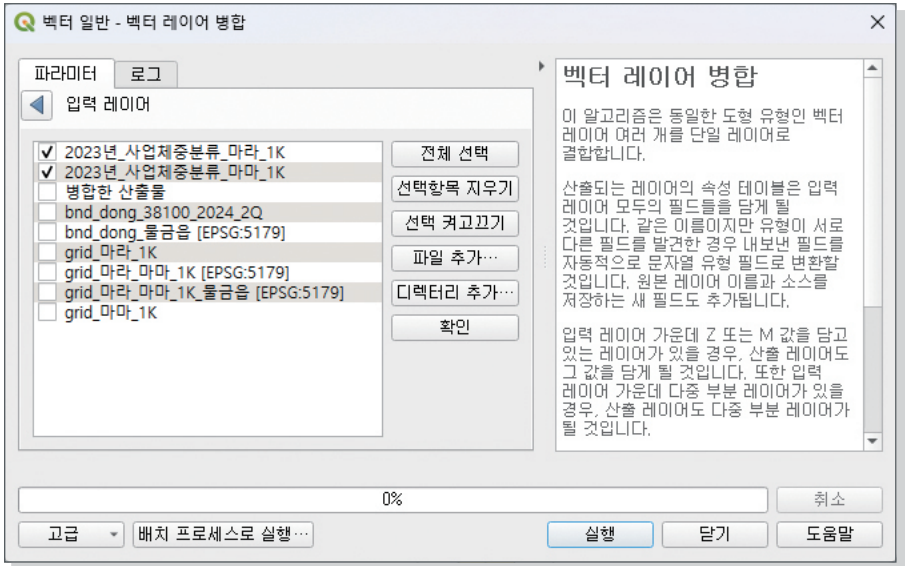 벡터 일반 - 벡터 레이어 병합
파라미터
로그
입력 레이어
2023년_사업체중분류_마라_1K
2023년_사업체중분류_마마_1K
병합한 산출물
bnd_dong_38100_2024_2Q
bnd_dong_물금읍 [EPSG:5179]
grid_마라_1K
grid_마라_마마_1K [EPSG:5179]
grid_마라_마마_1K_물금읍 [EPSG:5179]
grid_마마_1K
전체 선택
선택항목 지우기
선택 켜고끄기
파일 추가…
디렉터리 추가…
확인
벡터 레이어 병합
이 알고리즘은 동일한 도형 유형인 벡터
레이어 여러 개를 단일 레이어로
결합합니다.
산출되는 레이어의 속성 테이블은 입력
레이어 모두의 필드들을 담게 될
것입니다. 같은 이름이지만 유형이 서로
다른 필드를 발견한 경우 내보낸 필드를
자동적으로 문자열 유형 필드로 변환할
것입니다. 원본 레이어 이름과 소스를
저장하는 새 필드도 추가됩니다.
입력 레이어 가운데 Z 또는 M 값을 담고
있는 레이어가 있을 경우, 산출 레이어도
그 값을 담게 될 것입니다. 또한 입력
레이어 가운데 다중 부분 레이어가 있을
경우, 산출 레이어도 다중 부분 레이어가
될 것입니다.
0%
취소
고급
배치 프로세스로 실행…
실행
닫기
도움말